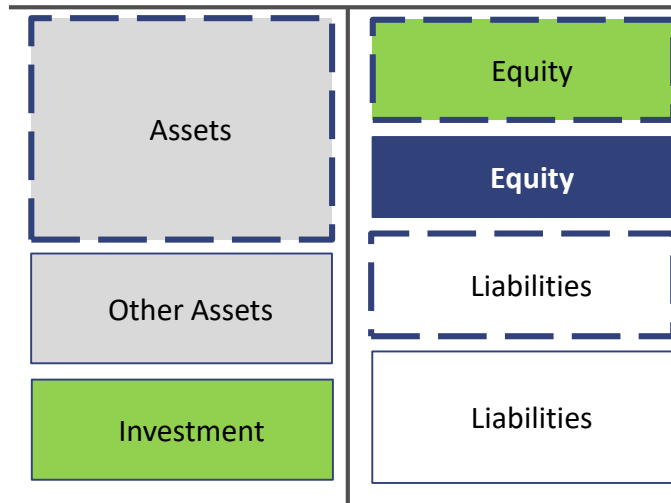 Assets
Other Assets
Investment
Equity
Equity
Liabilities
Liabilities